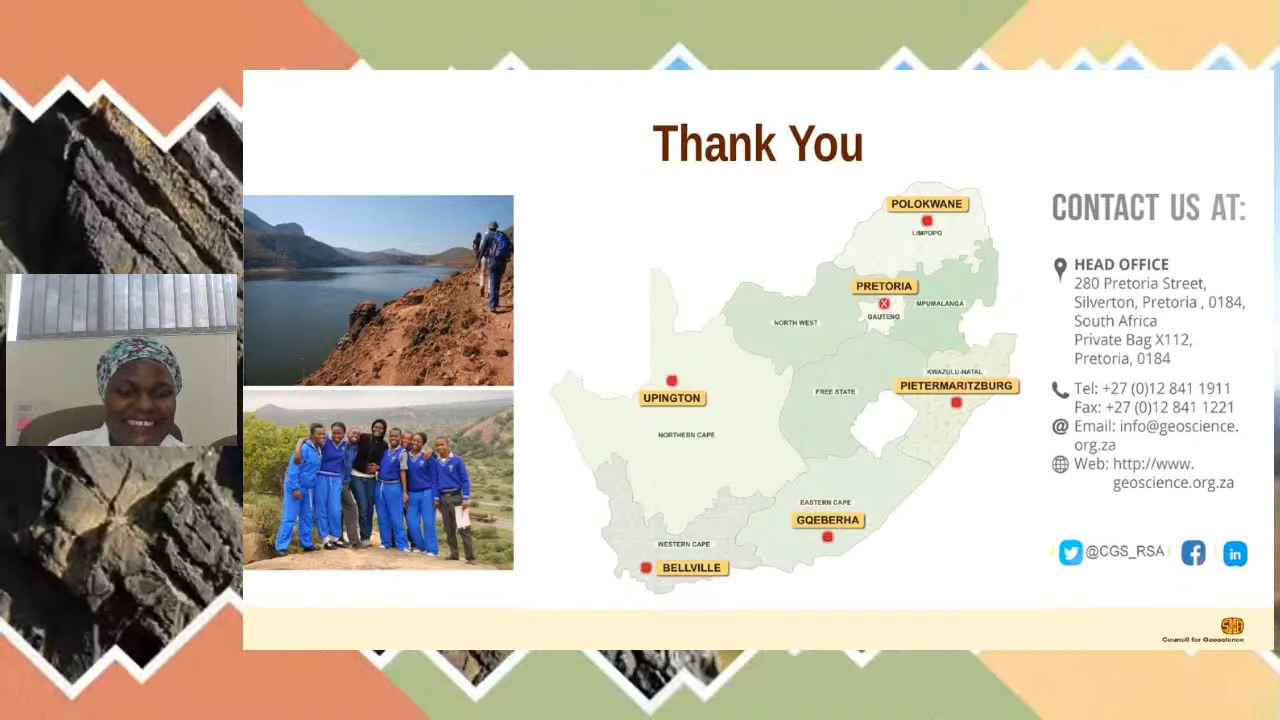 Thank You
POLOKWANE
LIMPOPO
PRETORIA
GAUTENG
MPUMALANGA
NORTH WEST
KWAZULU-NATAL
PIETERMARITZBURG
FREE STATE
UPINGTON
NORTHERN CAPE
EASTERN CAPE
GQEBERHA
WESTERN CAPE
BELLVILLE
CONTACT US AT:
HEAD OFFICE
280 Pretoria Street,
Silverton, Pretoria , 0184,
South Africa
Private Bag X112,
Pretoria, 0184
Tel: +27 (0)12 841 1911
Fax: +27 (0)12 841 1221
@ Email: info@geoscience.
org.za
Web: http://www.
geoscience.org.za
@CGS_RSA
Council for Geoscience